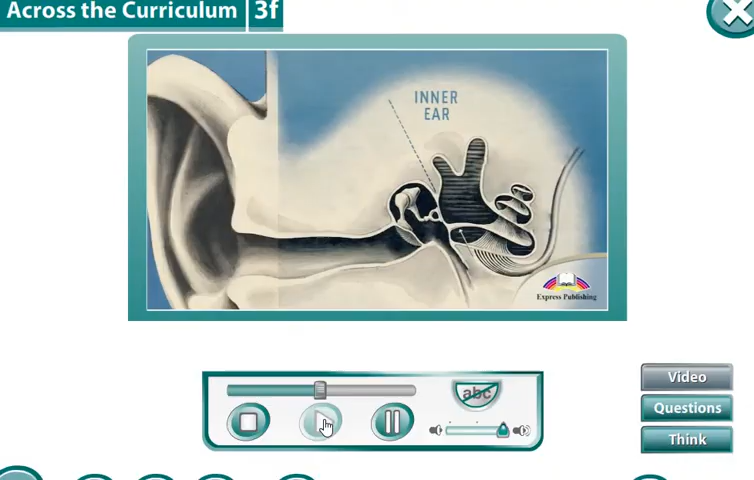 Across the Curriculum 3f
INNER
EAR
Express Publishing
abc
Video
Questions
Think